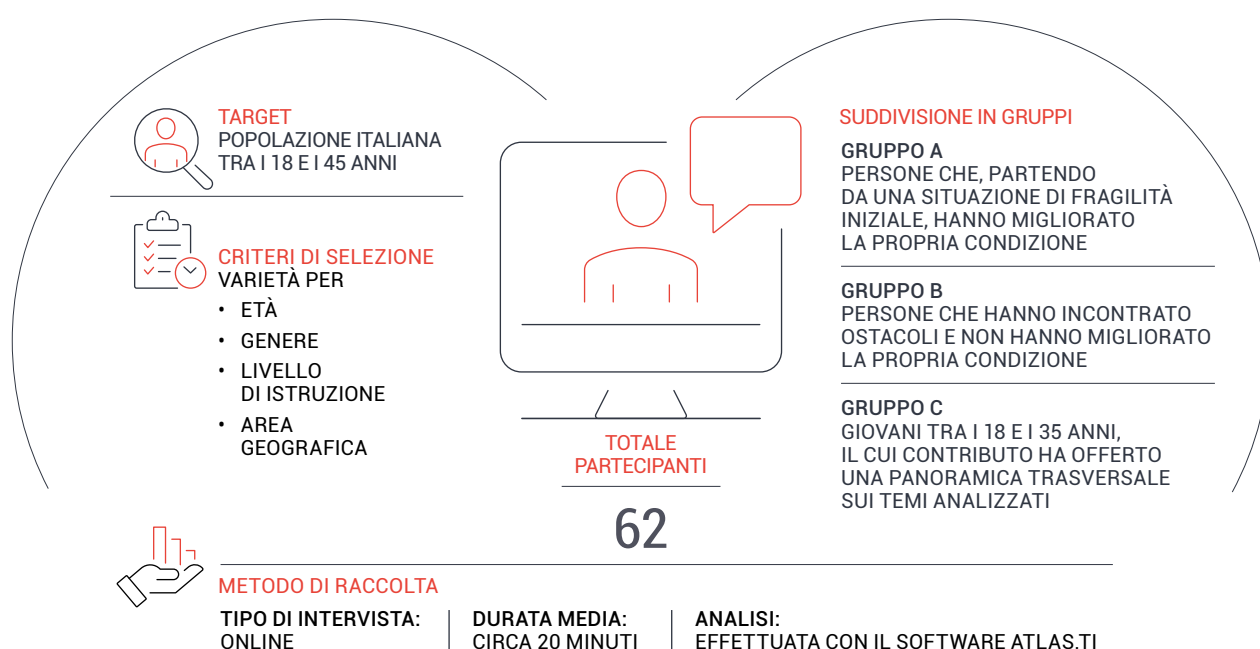 TARGET
POPOLAZIONE ITALIANA
TRA I 18 E I 45 ANNI
CRITERI DI SELEZIONE
VARIETÀ PER
• ETÀ
• GENERE
• LIVELLO
DI ISTRUZIONE
• AREA
GEOGRAFICA
TOTALE
PARTECIPANTI
62
SUDDIVISIONE IN GRUPPI
GRUPPO A
PERSONE CHE, PARTENDO
DA UNA SITUAZIONE DI FRAGILITÀ
INIZIALE, HANNO MIGLIORATO
LA PROPRIA CONDIZIONE
GRUPPO B
PERSONE CHE HANNO INCONTRATO
OSTACOLI E NON HANNO MIGLIORATO
LA PROPRIA CONDIZIONE
GRUPPO C
GIOVANI TRA I 18 E I 35 ANNI,
IL CUI CONTRIBUTO HA OFFERTO
UNA PANORAMICA TRASVERSALE
SUI TEMI ANALIZZATI
METODO DI RACCOLTA
TIPO DI INTERVISTA:
ONLINE
DURATA MEDIA:
CIRCA 20 MINUTI
ANALISI:
EFFETTUATA CON IL SOFTWARE ATLAS.TI